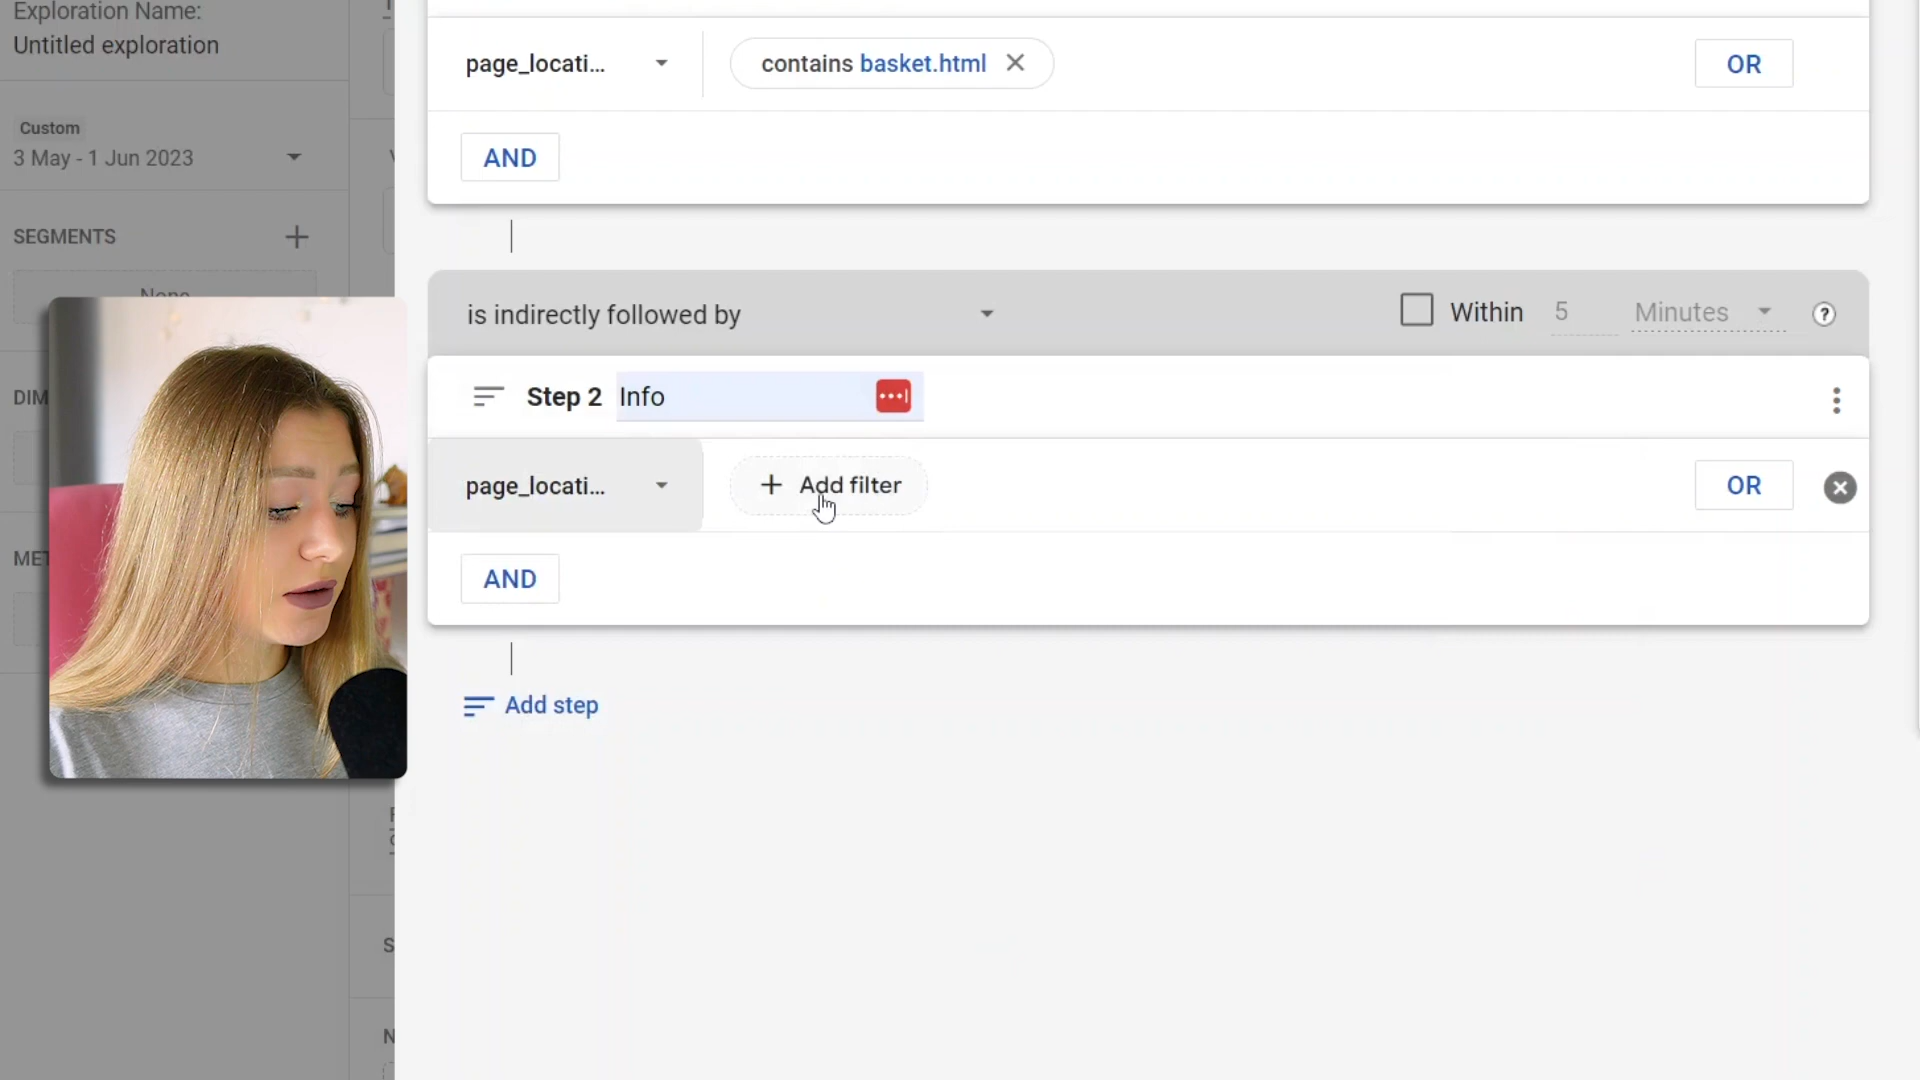 Exploration Name:
Untitled exploration
Custom
3 May - 1 Jun 2023
SEGMENTS
None
DIM
MET
page_locati...
contains basket.html
OR
AND
is indirectly followed by
Within
5
Minutes
?
Step 2
Info
page_locati...
Add filter
OR
AND
Add step